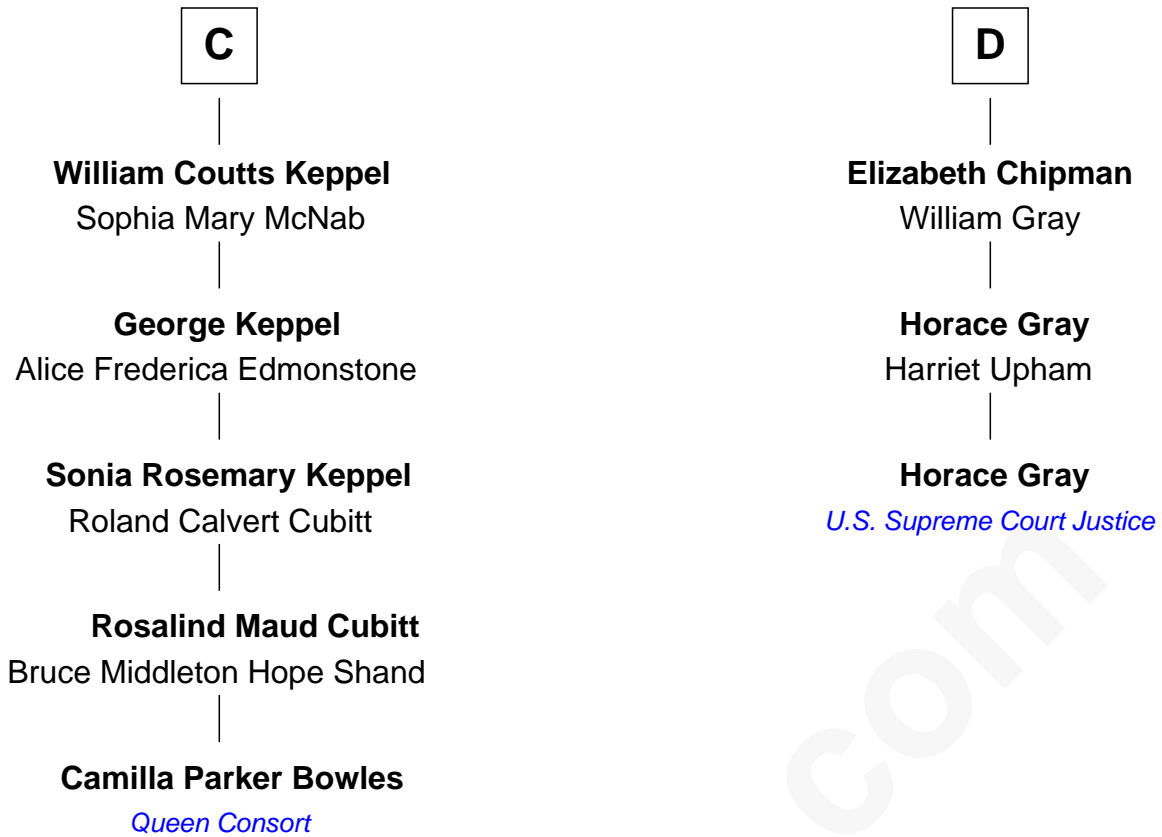 C
William Coutts Keppel
Sophia Mary McNab
George Keppel
Alice Frederica Edmonstone
Sonia Rosemary Keppel
Roland Calvert Cubitt
Rosalind Maud Cubitt
Bruce Middleton Hope Shand
Camilla Parker Bowles
Queen Consort
D
Elizabeth Chipman
William Gray
Horace Gray
Harriet Upham
Horace Gray
U.S. Supreme Court Justice
com